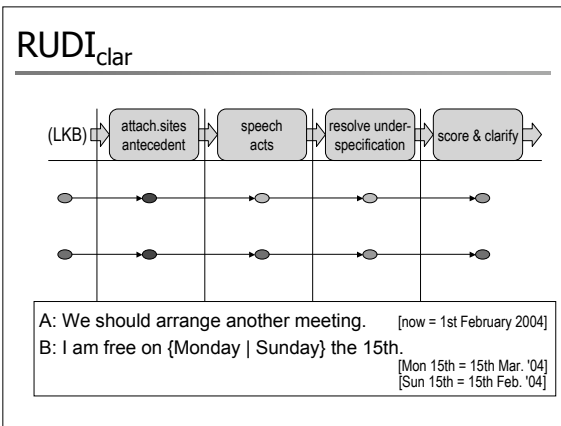 RUDIclar
(LKB)
attach.sites
antecedent
speech
acts
resolve under-
specification
score & clarify
A: We should arrange another meeting. [now = 1st February 2004]
B: I am free on {Monday | Sunday} the 15th.
[Mon 15th = 15th Mar. '04]
[Sun 15th = 15th Feb. '04]